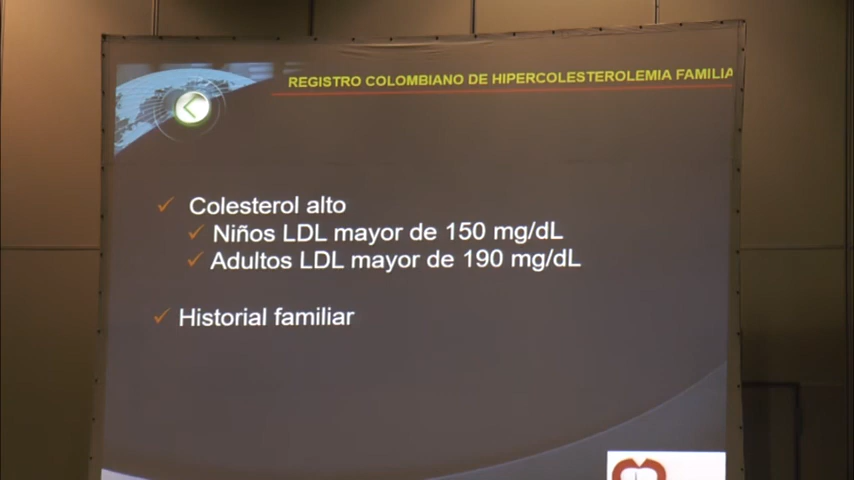 REGISTRO COLOMBIANO DE HIPERCOLESTEROLEMIA FAMILIA
Colesterol alto
Niños LDL mayor de 150 mg/dL
Adultos LDL mayor de 190 mg/dL
Historial familiar